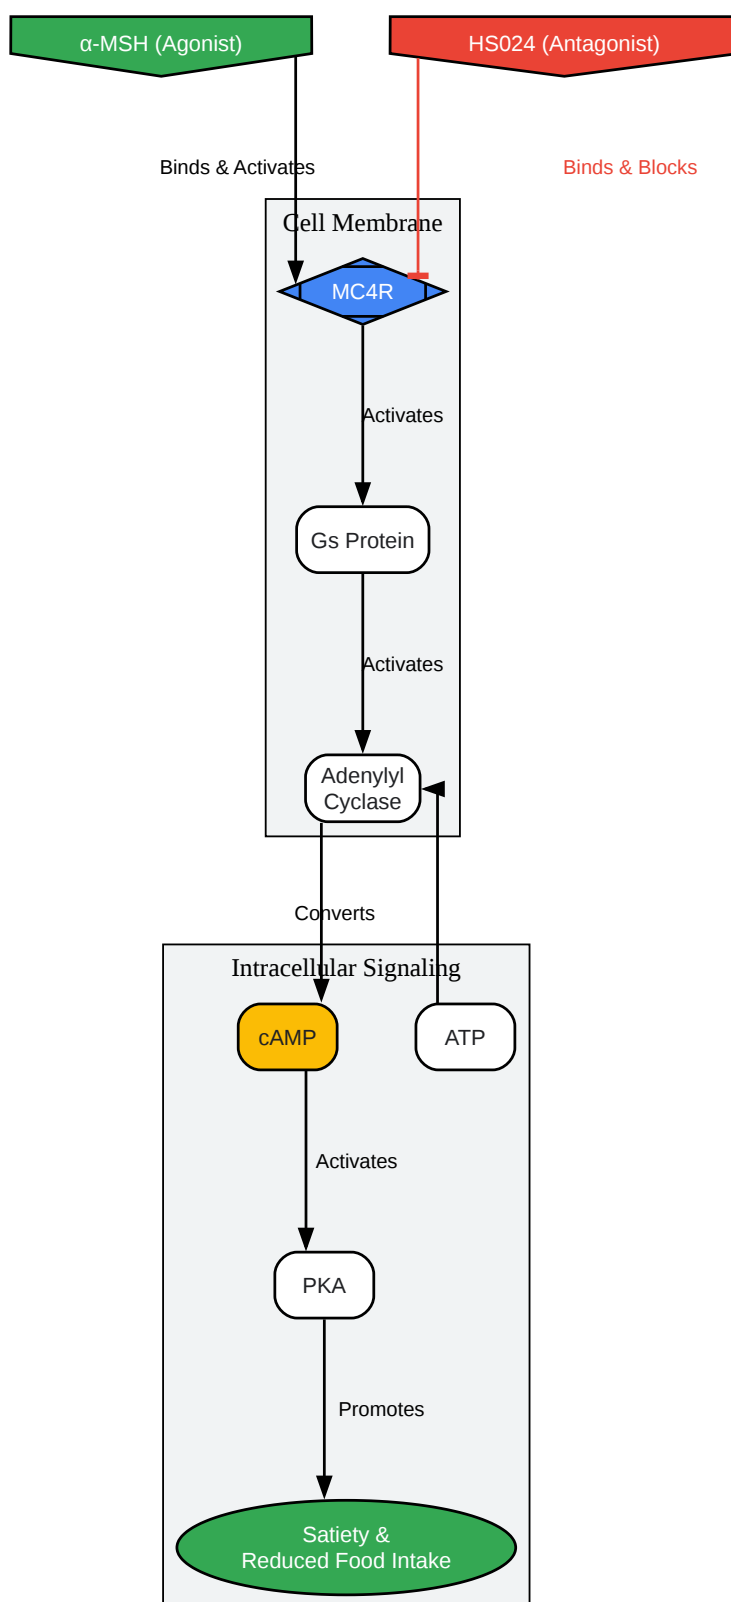 α-MSH (Agonist)
HS024 (Antagonist)
Binds & Activates
Binds & Blocks
Cell Membrane
MC4R
Activates
Gs Protein
Activates
Adenylyl
Cyclase
Converts
Intracellular Signaling
cAMP
ATP
Activates
PKA
Promotes
Satiety &
Reduced Food Intake